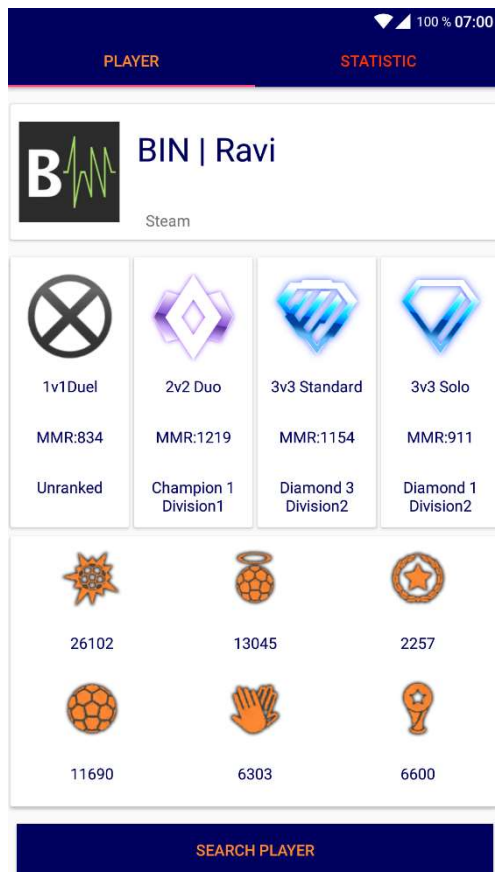 100 % 07:00
PLAYER STATISTIC
B
BIN | Ravi
Steam
1v1Duel 2v2 Duo 3v3 Standard 3v3 Solo
MMR:834 MMR:1219 MMR:1154 MMR:911
Unranked Champion 1 Diamond 3 Diamond 1
Division1 Division2 Division2
26102 13045 2257
11690 6303 6600
SEARCH PLAYER